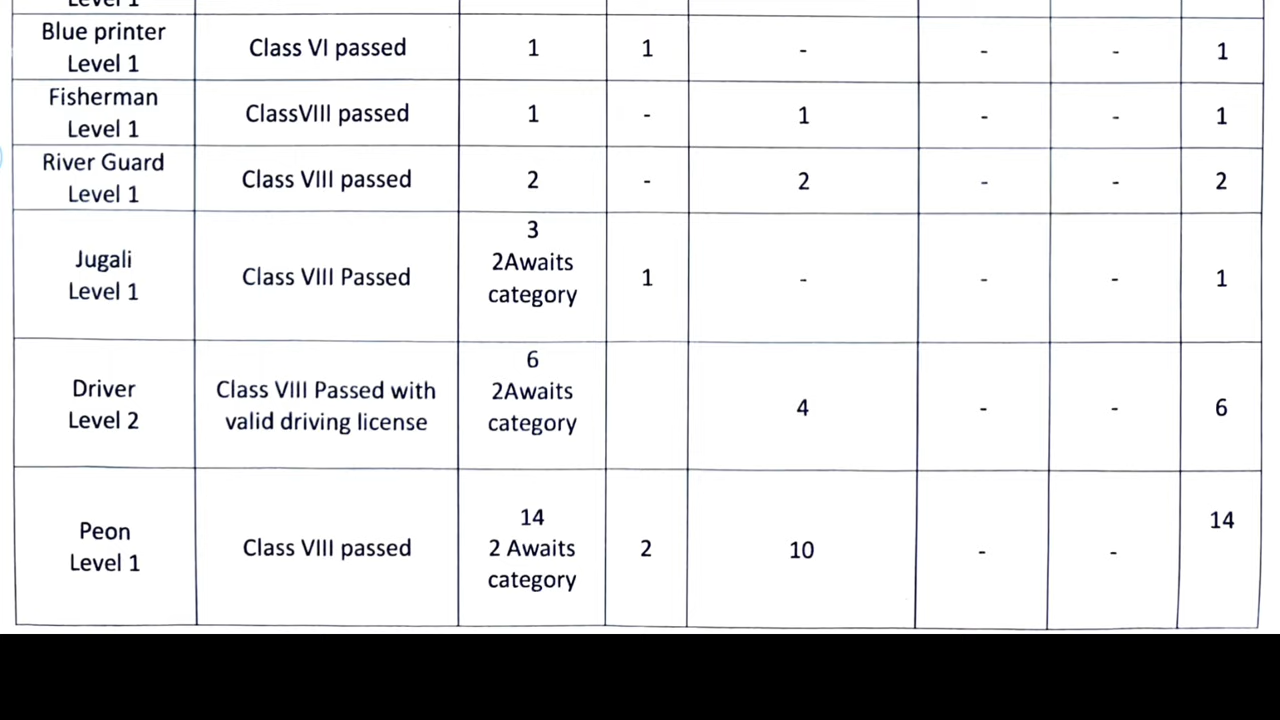 Level 1
Blue printer
Level 1
Class VI passed
1
1
-
-
-
1
Fisherman
Level 1
ClassVIII passed
1
-
1
-
-
1
River Guard
Level 1
Class VIII passed
2
-
2
-
-
2
Jugali
Level 1
Class VIII Passed
3
2Awaits
category
1
-
-
-
1
Driver
Level 2
Class VIII Passed with
valid driving license
6
2Awaits
category
4
-
-
6
Peon
Level 1
Class VIII passed
14
2 Awaits
category
2
10
-
-
14